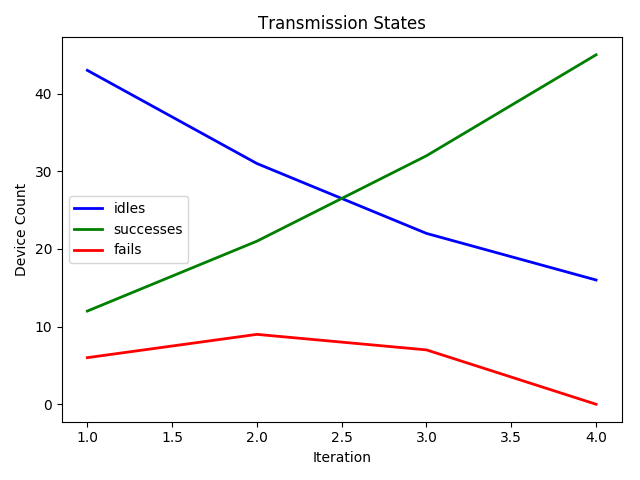 Transmission States
Device Count
40
30
20
10
0
idles
successes
fails
1.0 1.5 2.0 2.5 3.0 3.5 4.0
Iteration